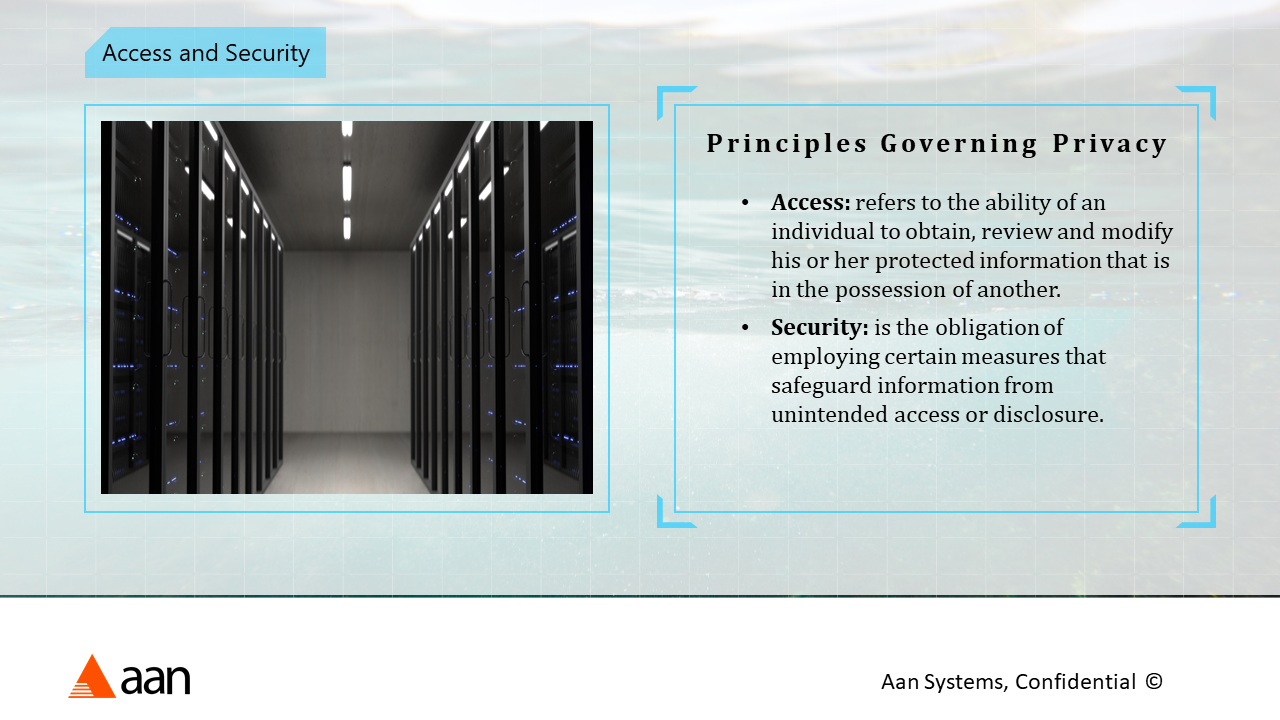 Access and Security
Principles Governing Privacy
• Access: refers to the ability of an
individual to obtain, review and modify
his or her protected information that is
in the possession of another.
• Security: is the obligation of
employing certain measures that
safeguard information from
unintended access or disclosure.
aan
Aan Systems, Confidential ©